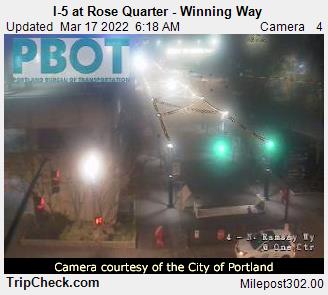 I-5 at Rose Quarter - Winning Way
Updated Mar 17 2022 6:18 AM Camera 4
PBOT
PORTLAND BUREAU OF TRANSPORTATION
4 - N. Ramsay Wy
@ One Ctr
Camera courtesy of the City of Portland
TripCheck.com Milepost302.00